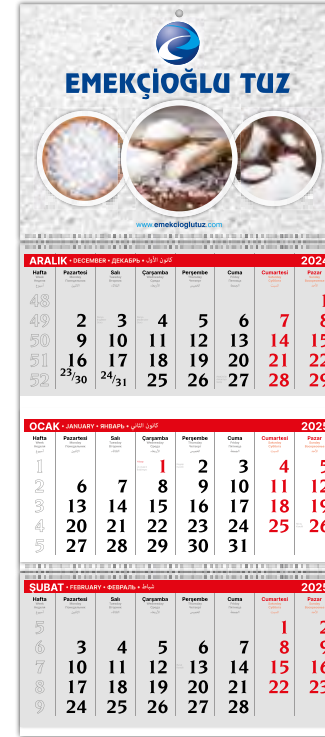 EMEKÇİOĞLU TUZ
www.emekcioglutuz.com
ARALIK • DECEMBER • ДЕКАБРЬ • كانون الأول 2024
Hafta Pazartesi Salı Çarşamba Perşembe Cuma Cumartesi Pazar
48 1
49 2 3 4 5 6 7 8
50 9 10 11 12 13 14 15
51 16 17 18 19 20 21 22
52 23/30 24/31 25 26 27 28 29
OCAK • JANUARY • ЯНВАРЬ • كانون الثاني 2025
Hafta Pazartesi Salı Çarşamba Perşembe Cuma Cumartesi Pazar
1 1 2 3 4 5
2 6 7 8 9 10 11 12
3 13 14 15 16 17 18 19
4 20 21 22 23 24 25 26
5 27 28 29 30 31
ŞUBAT • FEBRUARY • ФЕВРАЛЬ • شباط 2025
Hafta Pazartesi Salı Çarşamba Perşembe Cuma Cumartesi Pazar
5 1 2
6 3 4 5 6 7 8 9
7 10 11 12 13 14 15 16
8 17 18 19 20 21 22 23
9 24 25 26 27 28